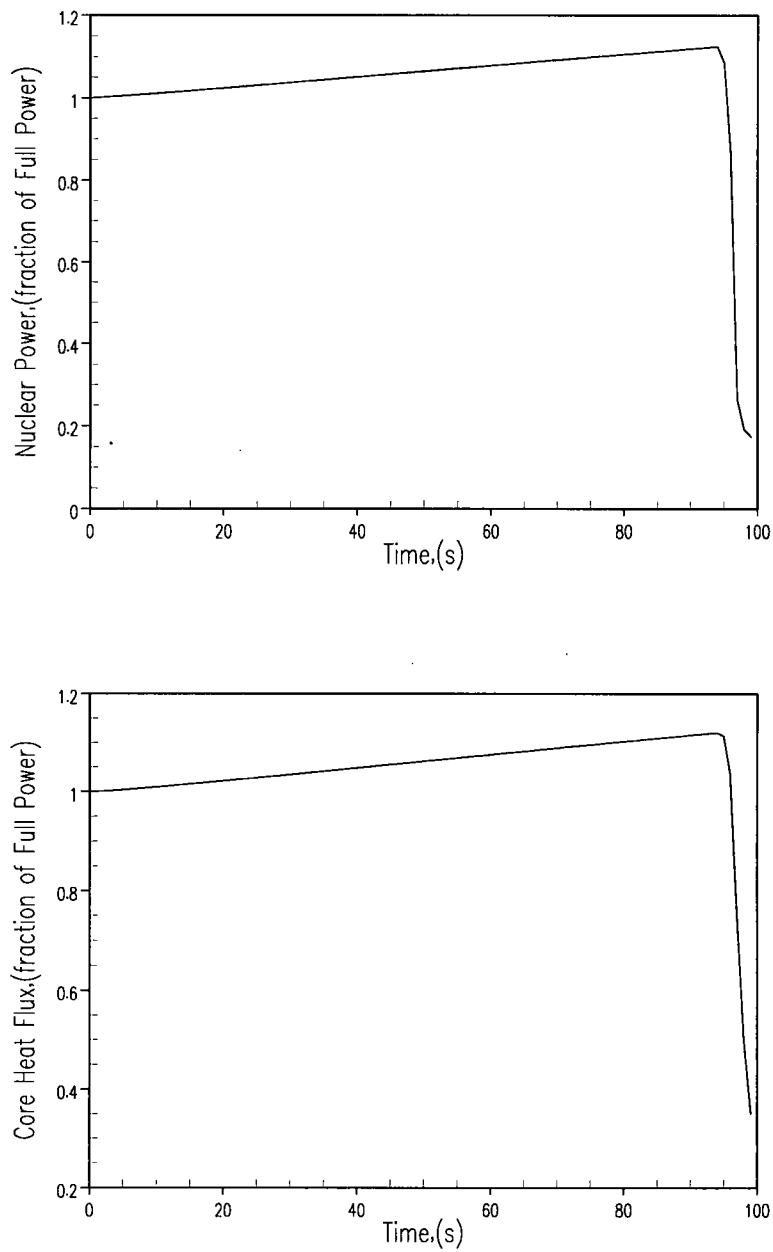 1.2
1
0.8
0.6
0.4
0.2
0
Nuclear Power,(fraction of Full Power)
0 20 40 60 80 100
Time,(s)
1.2
1
0.8
0.6
0.4
0.2
Core Heat Flux,(fraction of Full Power)
0 20 40 60 80 100
Time,(s)